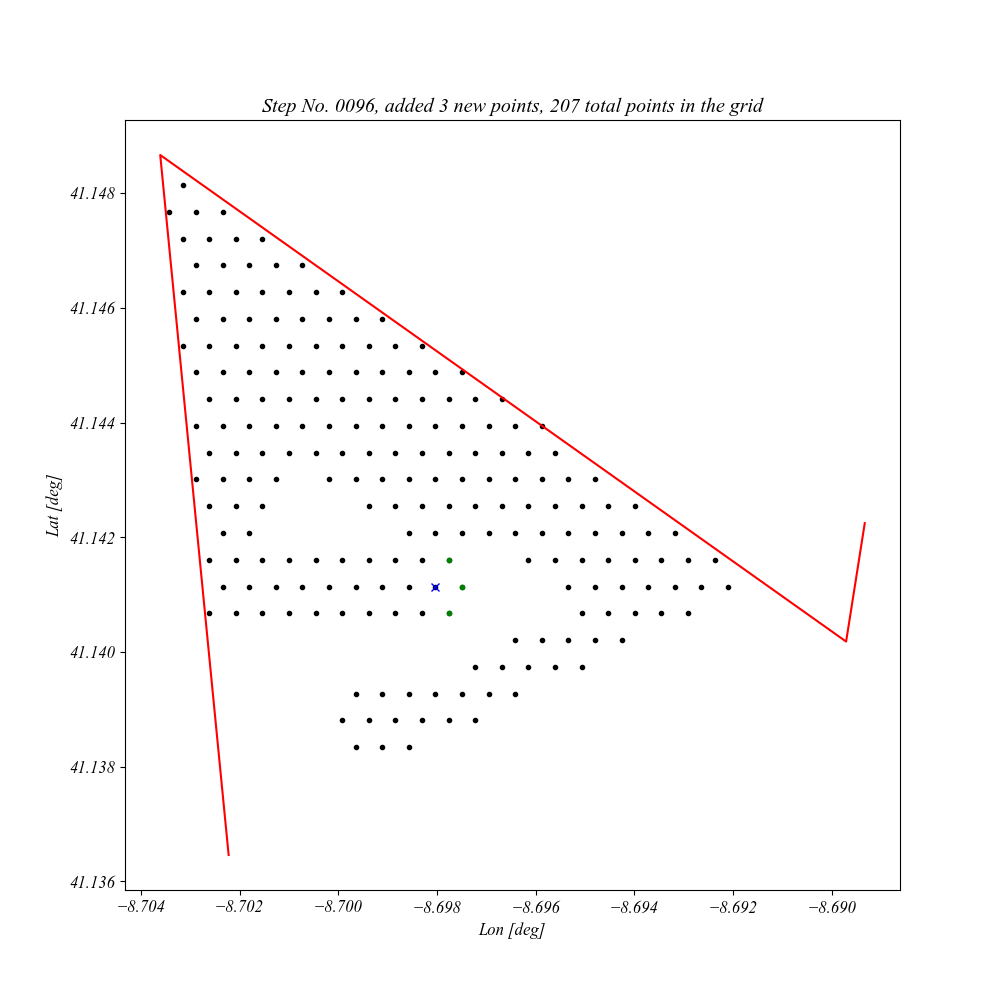 Step No. 0096, added 3 new points, 207 total points in the grid
41.148
41.146
41.144
41.142
41.140
41.138
41.136
Lat [deg]
−8.704 −8.702 −8.700 −8.698 −8.696 −8.694 −8.692 −8.690
Lon [deg]